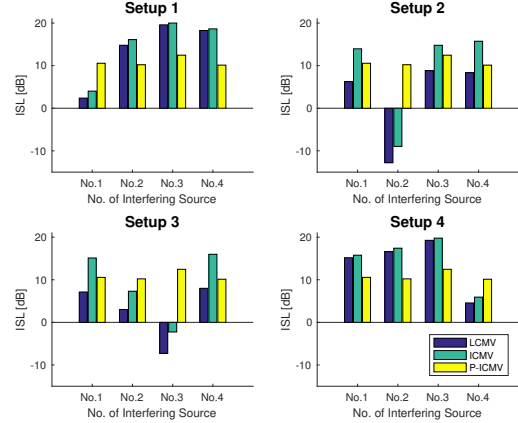 Setup 1
ISL [dB]
20
10
0
-10
No.1 No.2 No.3 No.4
No. of Interfering Source
Setup 2
ISL [dB]
20
10
0
-10
No.1 No.2 No.3 No.4
No. of Interfering Source
Setup 3
ISL [dB]
20
10
0
-10
No.1 No.2 No.3 No.4
No. of Interfering Source
Setup 4
ISL [dB]
20
10
0
-10
LCMV
ICMV
P-ICMV
No.1 No.2 No.3 No.4
No. of Interfering Source